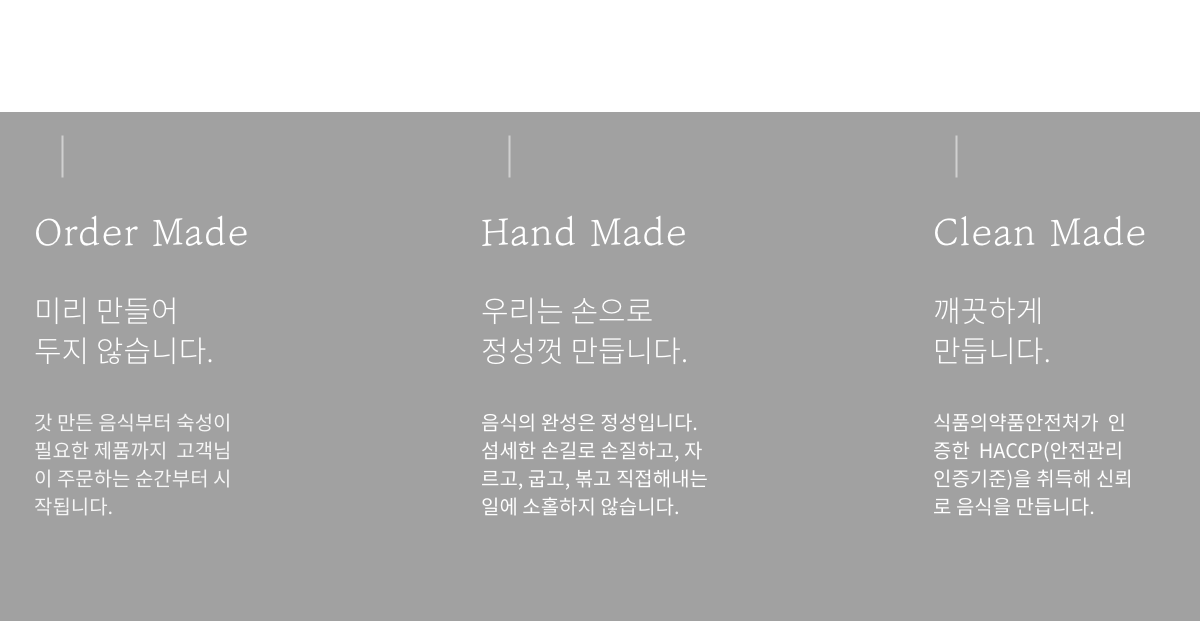 Order Made
미리 만들어
두지 않습니다.
갓 만든 음식부터 숙성이
필요한 제품까지 고객님
이 주문하는 순간부터 시
작됩니다.
Hand Made
우리는 손으로
정성껏 만듭니다.
음식의 완성은 정성입니다.
섬세한 손길로 손질하고, 자
르고, 굽고, 볶고 직접해내는
일에 소홀하지 않습니다.
Clean Made
깨끗하게
만듭니다.
식품의약품안전처가 인
증한 HACCP(안전관리
인증기준)을 취득해 신뢰
로 음식을 만듭니다.